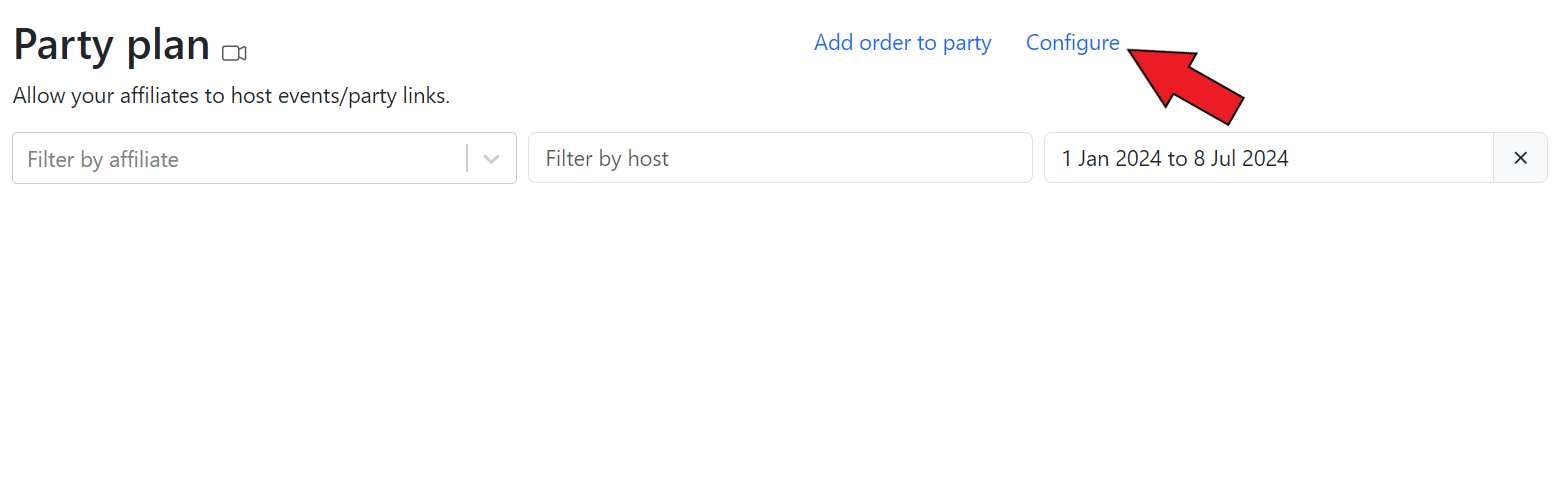 Party plan
Add order to party
Configure
Allow your affiliates to host events/party links.
Filter by affiliate
Filter by host
1 Jan 2024 to 8 Jul 2024